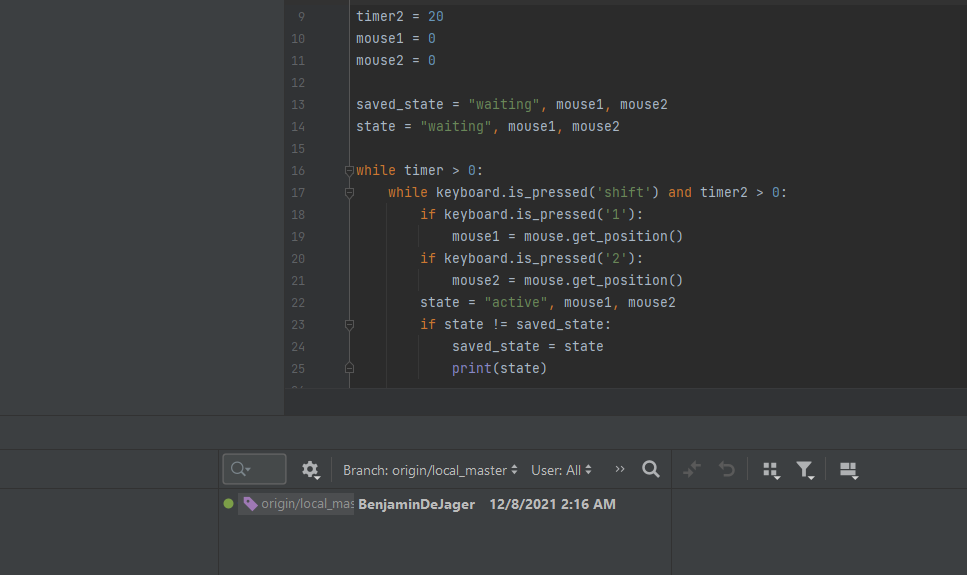 9 timer2 = 20
10 mouse1 = 0
11 mouse2 = 0
12
13 saved_state = "waiting", mouse1, mouse2
14 state = "waiting", mouse1, mouse2
15
16 while timer > 0:
17 while keyboard.is_pressed('shift') and timer2 > 0:
18 if keyboard.is_pressed('1'):
19 mouse1 = mouse.get_position()
20 if keyboard.is_pressed('2'):
21 mouse2 = mouse.get_position()
22 state = "active", mouse1, mouse2
23 if state != saved_state:
24 saved_state = state
25 print(state)
Branch: origin/local_master User: All »
origin/local_mas BenjaminDeJager 12/8/2021 2:16 AM